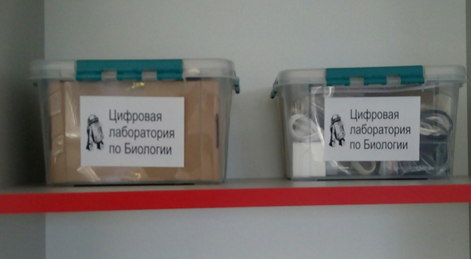 Цифровая
лаборатория
по Биологии
Цифровая
лаборатория
по Биологии